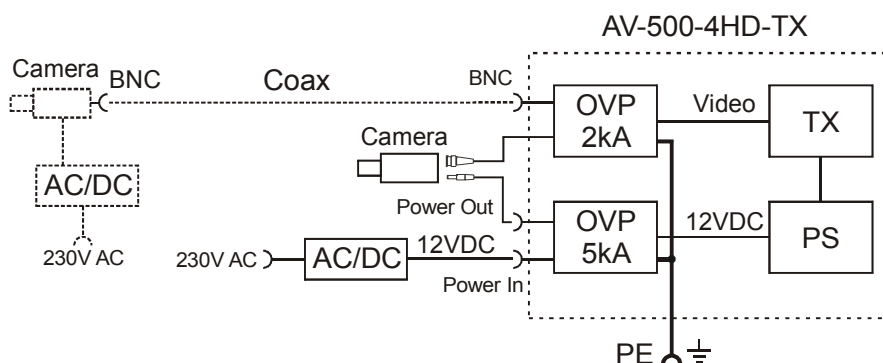 AV-500-4HD-TX
Camera
BNC
Coax
BNC
OVP
2kA
Video
TX
Camera
AC/DC
Power Out
230V AC
230V AC
AC/DC
12VDC
Power In
OVP
5kA
12VDC
PS
PE